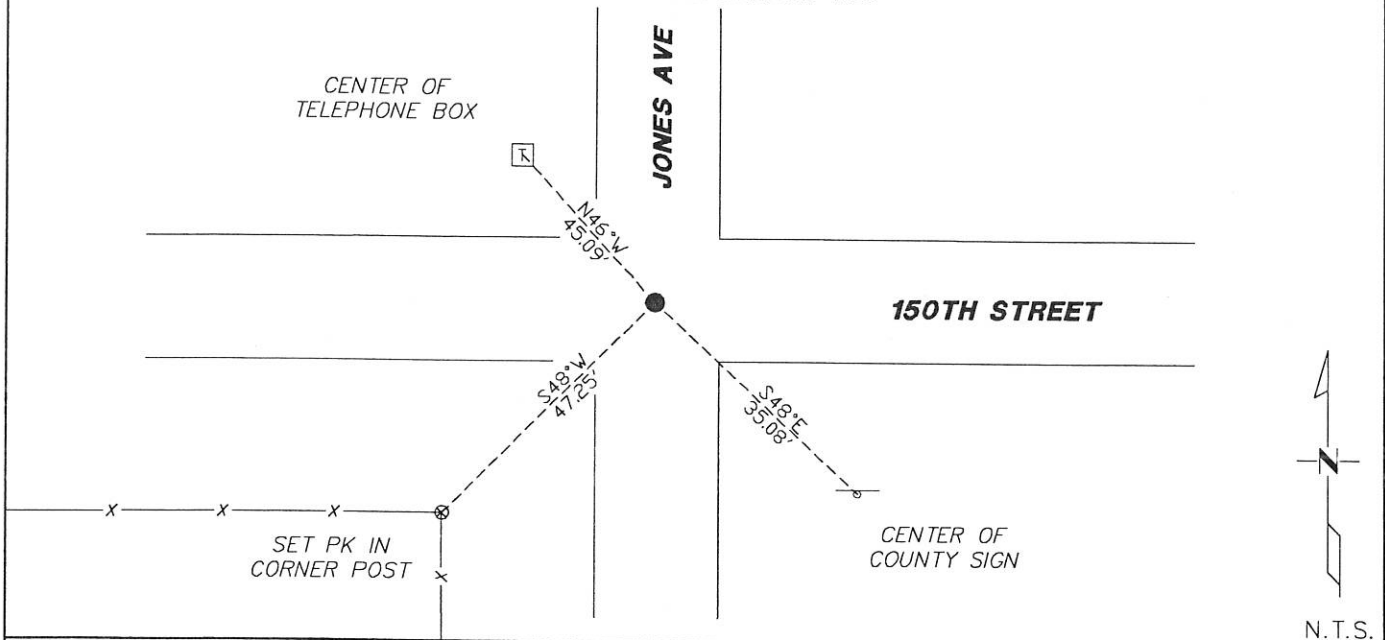 JONES AVE
CENTER OF
TELEPHONE BOX
N46°W
45.09'
150TH STREET
S48°W
47.25'
S48°E
35.08'
SET PK IN
CORNER POST
CENTER OF
COUNTY SIGN
N
N.T.S.